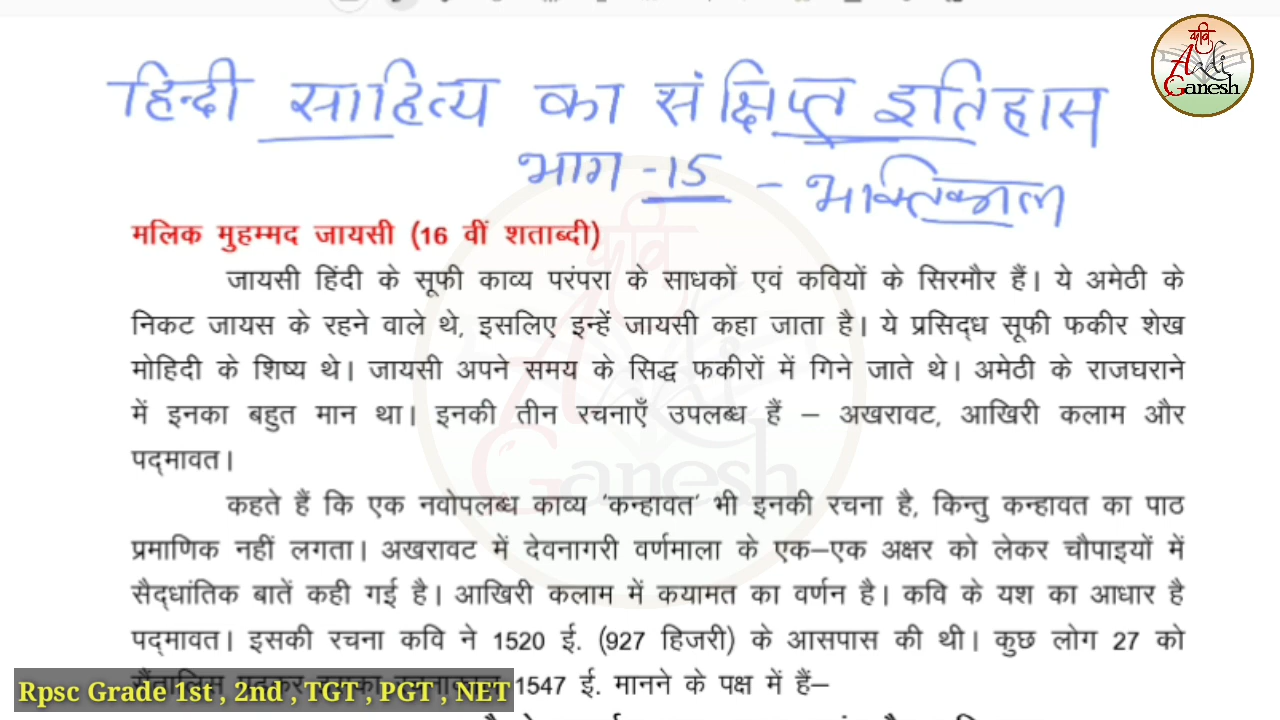 कवि
Aadi
Ganesh
हिन्दी साहित्य का संक्षिप्त इतिहास
भाग -15 - भक्तिकाल
मलिक मुहम्मद जायसी (16 वीं शताब्दी)
जायसी हिंदी के सूफी काव्य परंपरा के साधकों एवं कवियों के सिरमौर हैं। ये अमेठी के
निकट जायस के रहने वाले थे, इसलिए इन्हें जायसी कहा जाता है। ये प्रसिद्ध सूफी फकीर शेख
मोहिदी के शिष्य थे। जायसी अपने समय के सिद्ध फकीरों में गिने जाते थे। अमेठी के राजघराने
में इनका बहुत मान था। इनकी तीन रचनाएँ उपलब्ध हैं – अखरावट, आखिरी कलाम और
पद्मावत।
कहते हैं कि एक नवोपलब्ध काव्य 'कन्हावत' भी इनकी रचना है, किन्तु कन्हावत का पाठ
प्रमाणिक नहीं लगता। अखरावट में देवनागरी वर्णमाला के एक–एक अक्षर को लेकर चौपाइयों में
सैद्धांतिक बातें कही गई है। आखिरी कलाम में कयामत का वर्णन है। कवि के यश का आधार है
पद्मावत। इसकी रचना कवि ने 1520 ई. (927 हिजरी) के आसपास की थी। कुछ लोग 27 को
1547 ई. मानने के पक्ष में हैं–
Rpsc Grade 1st , 2nd , TGT , PGT , NET